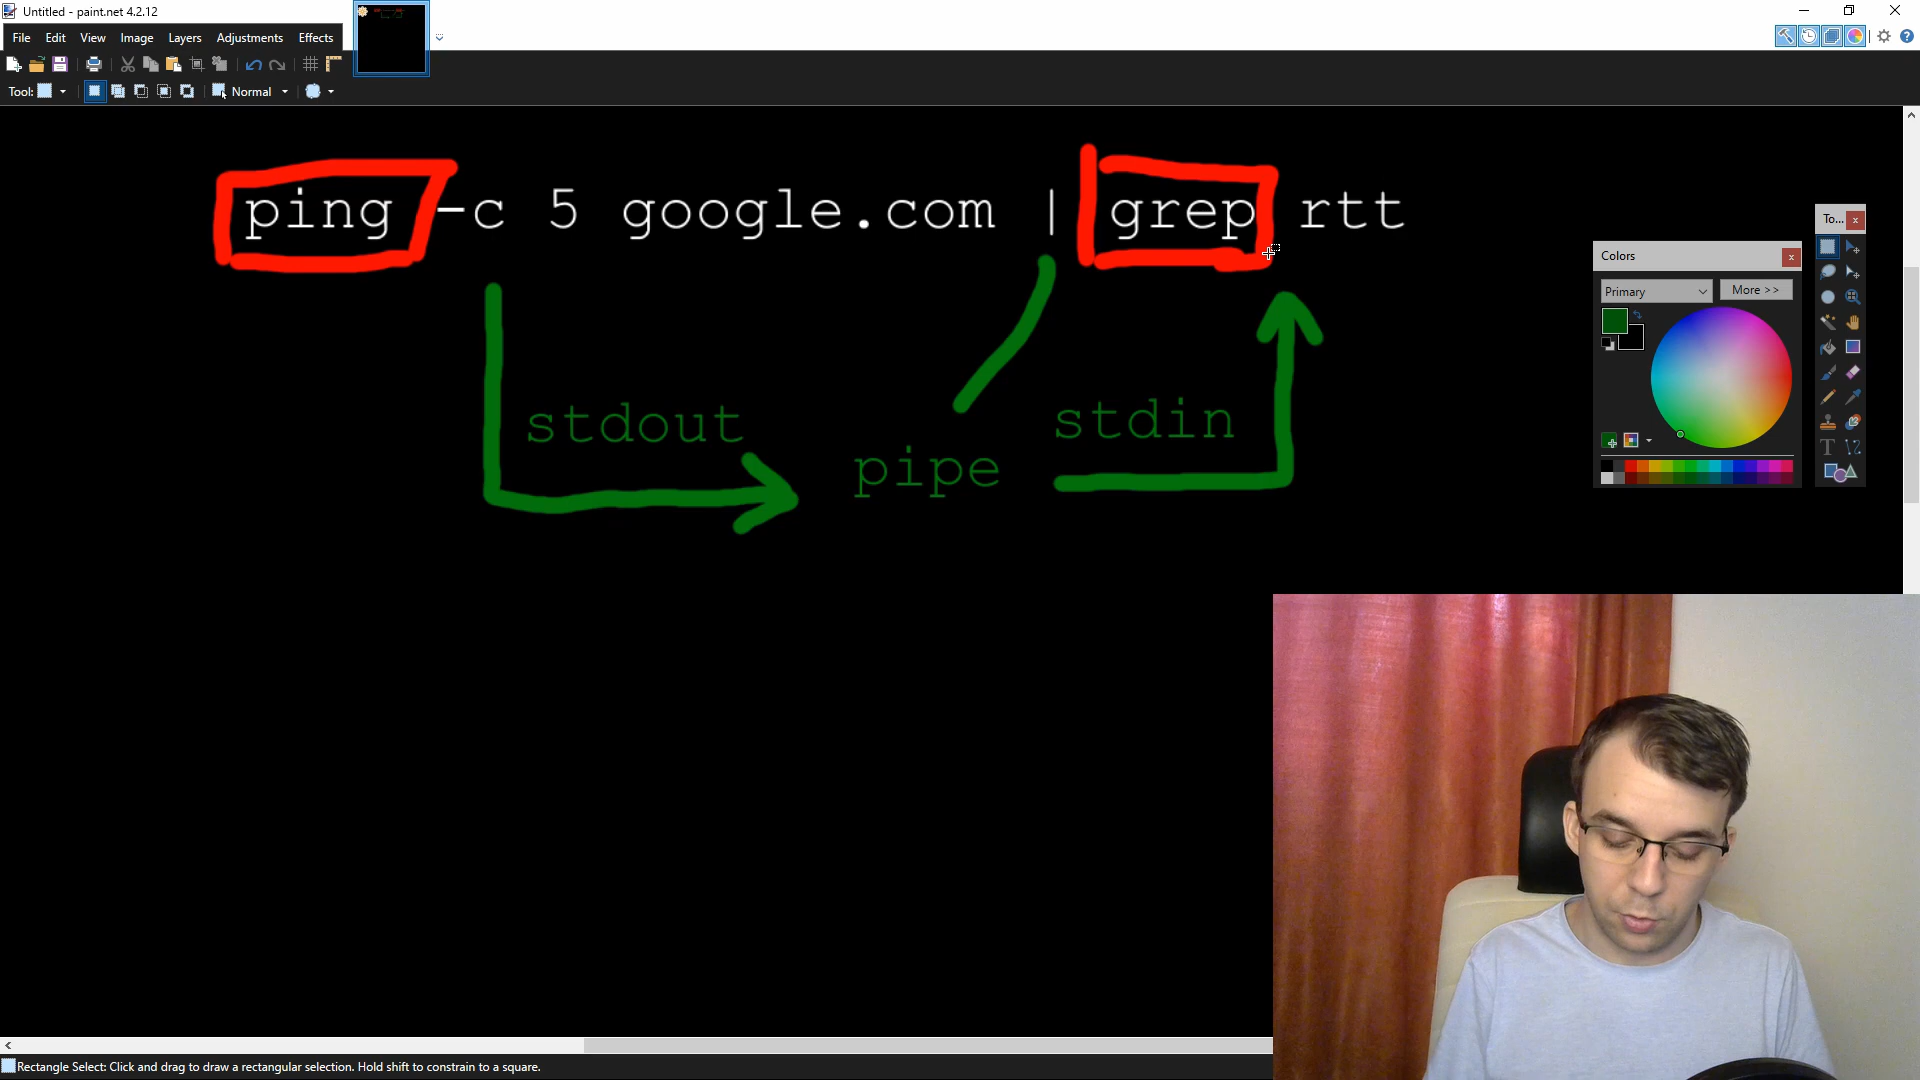 Untitled - paint.net 4.2.12
File Edit View Image Layers Adjustments Effects
Tool: Normal
ping -c 5 google.com | grep rtt
stdout
stdin
pipe
To...
Colors
Primary More >>
Rectangle Select: Click and drag to draw a rectangular selection. Hold shift to constrain to a square.